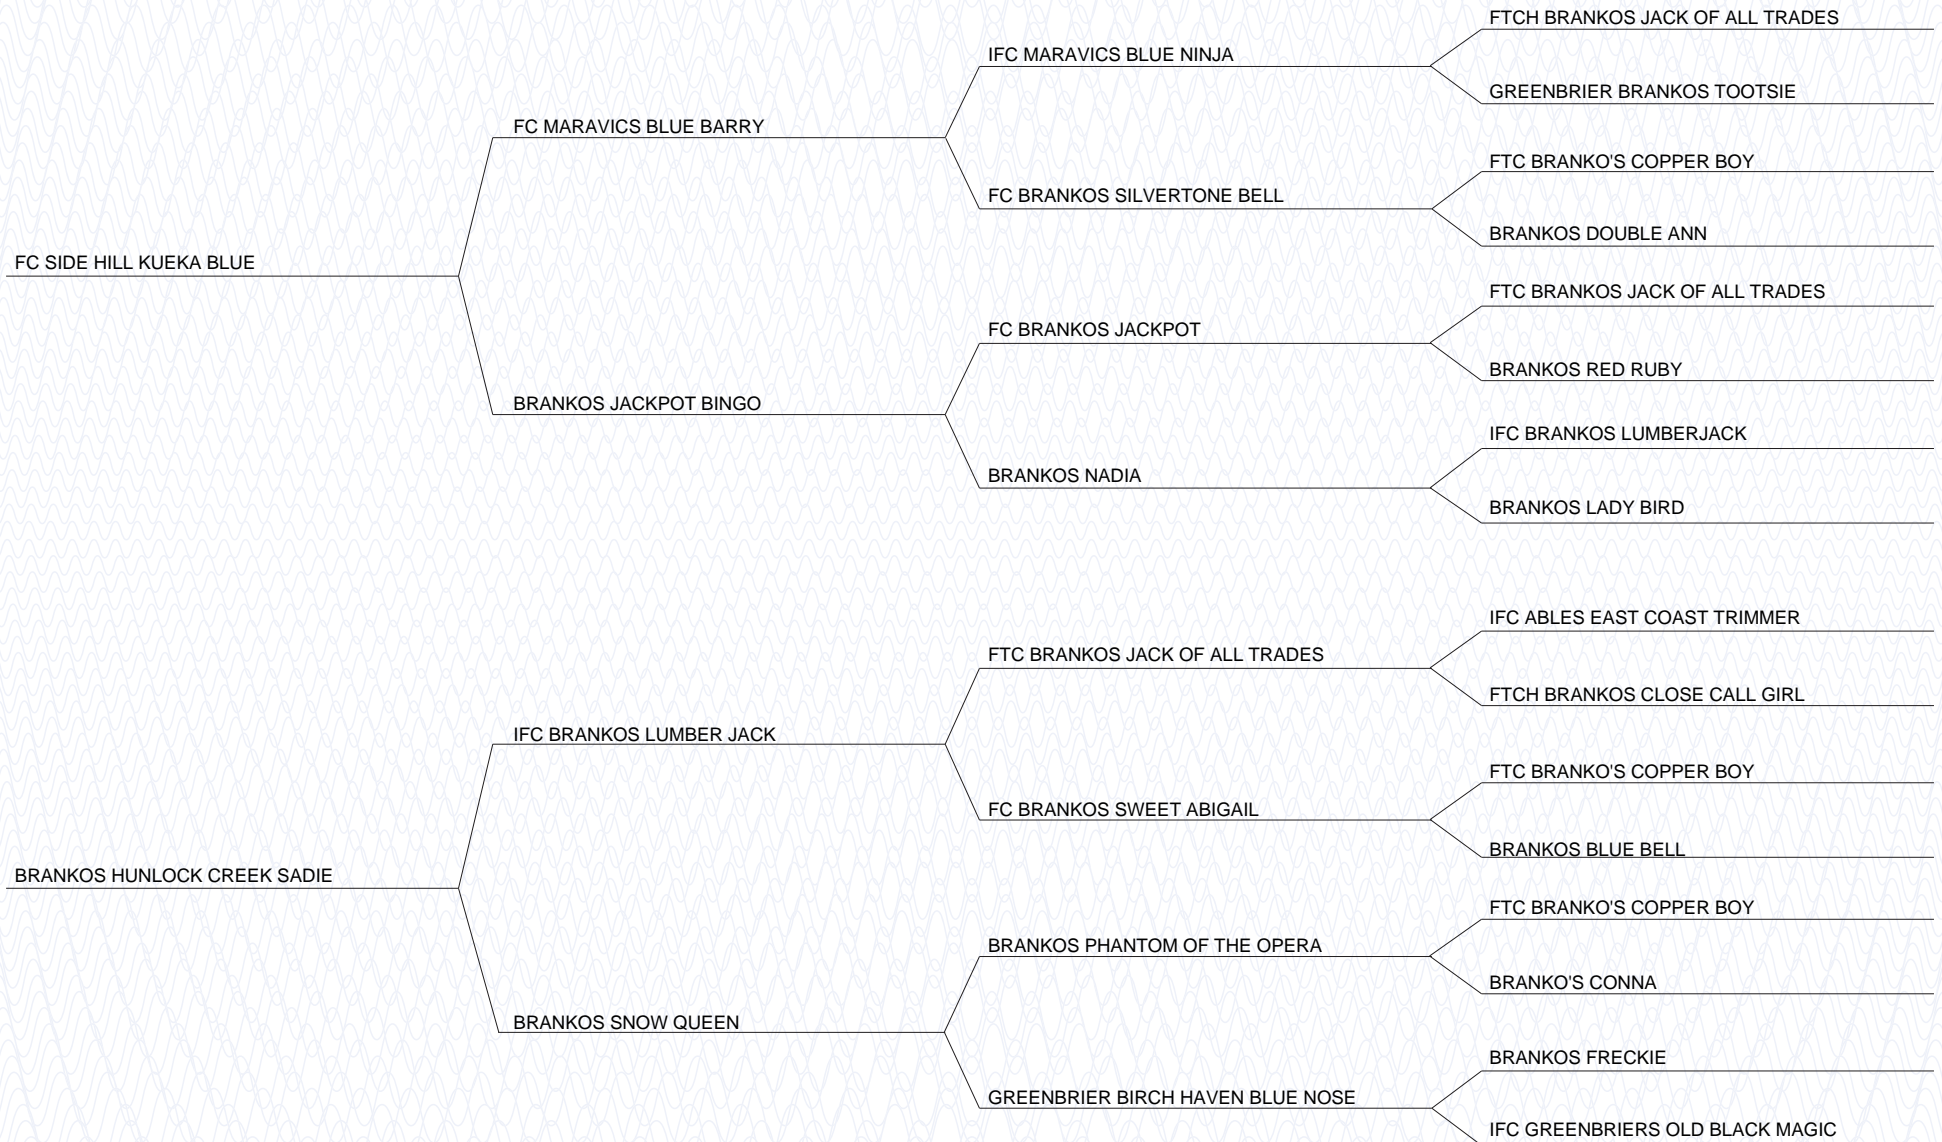 FTCH BRANKOS JACK OF ALL TRADES
IFC MARAVICS BLUE NINJA
GREENBRIER BRANKOS TOOTSIE
FC MARAVICS BLUE BARRY
FTC BRANKO'S COPPER BOY
FC BRANKOS SILVERTONE BELL
BRANKOS DOUBLE ANN
FC SIDE HILL KUEKA BLUE
FTC BRANKOS JACK OF ALL TRADES
FC BRANKOS JACKPOT
BRANKOS RED RUBY
BRANKOS JACKPOT BINGO
IFC BRANKOS LUMBERJACK
BRANKOS NADIA
BRANKOS LADY BIRD
IFC ABLES EAST COAST TRIMMER
FTC BRANKOS JACK OF ALL TRADES
FTCH BRANKOS CLOSE CALL GIRL
IFC BRANKOS LUMBER JACK
FTC BRANKO'S COPPER BOY
FC BRANKOS SWEET ABIGAIL
BRANKOS BLUE BELL
BRANKOS HUNLOCK CREEK SADIE
FTC BRANKO'S COPPER BOY
BRANKOS PHANTOM OF THE OPERA
BRANKO'S CONNA
BRANKOS SNOW QUEEN
BRANKOS FRECKIE
GREENBRIER BIRCH HAVEN BLUE NOSE
IFC GREENBRIERS OLD BLACK MAGIC